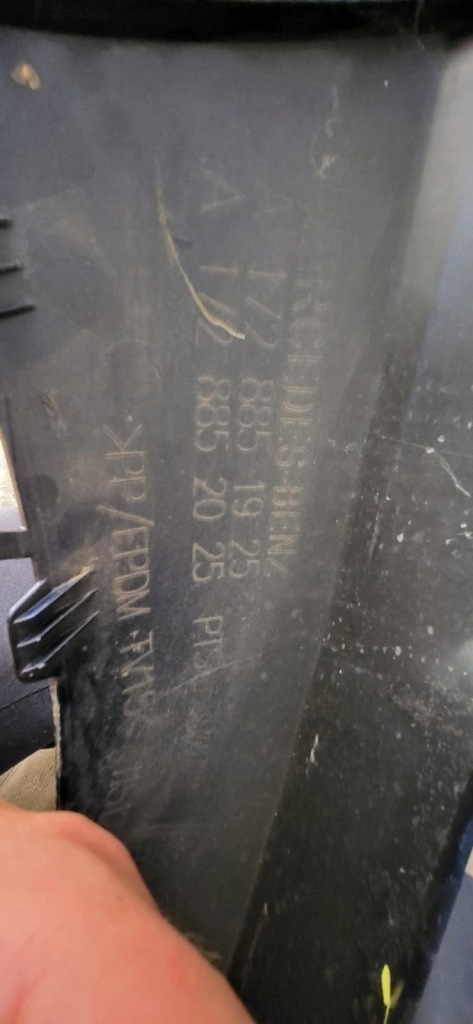 MERCEDES-BENZ
A 172 885 19 25
A 172 885 20 25
>PP/EPDM